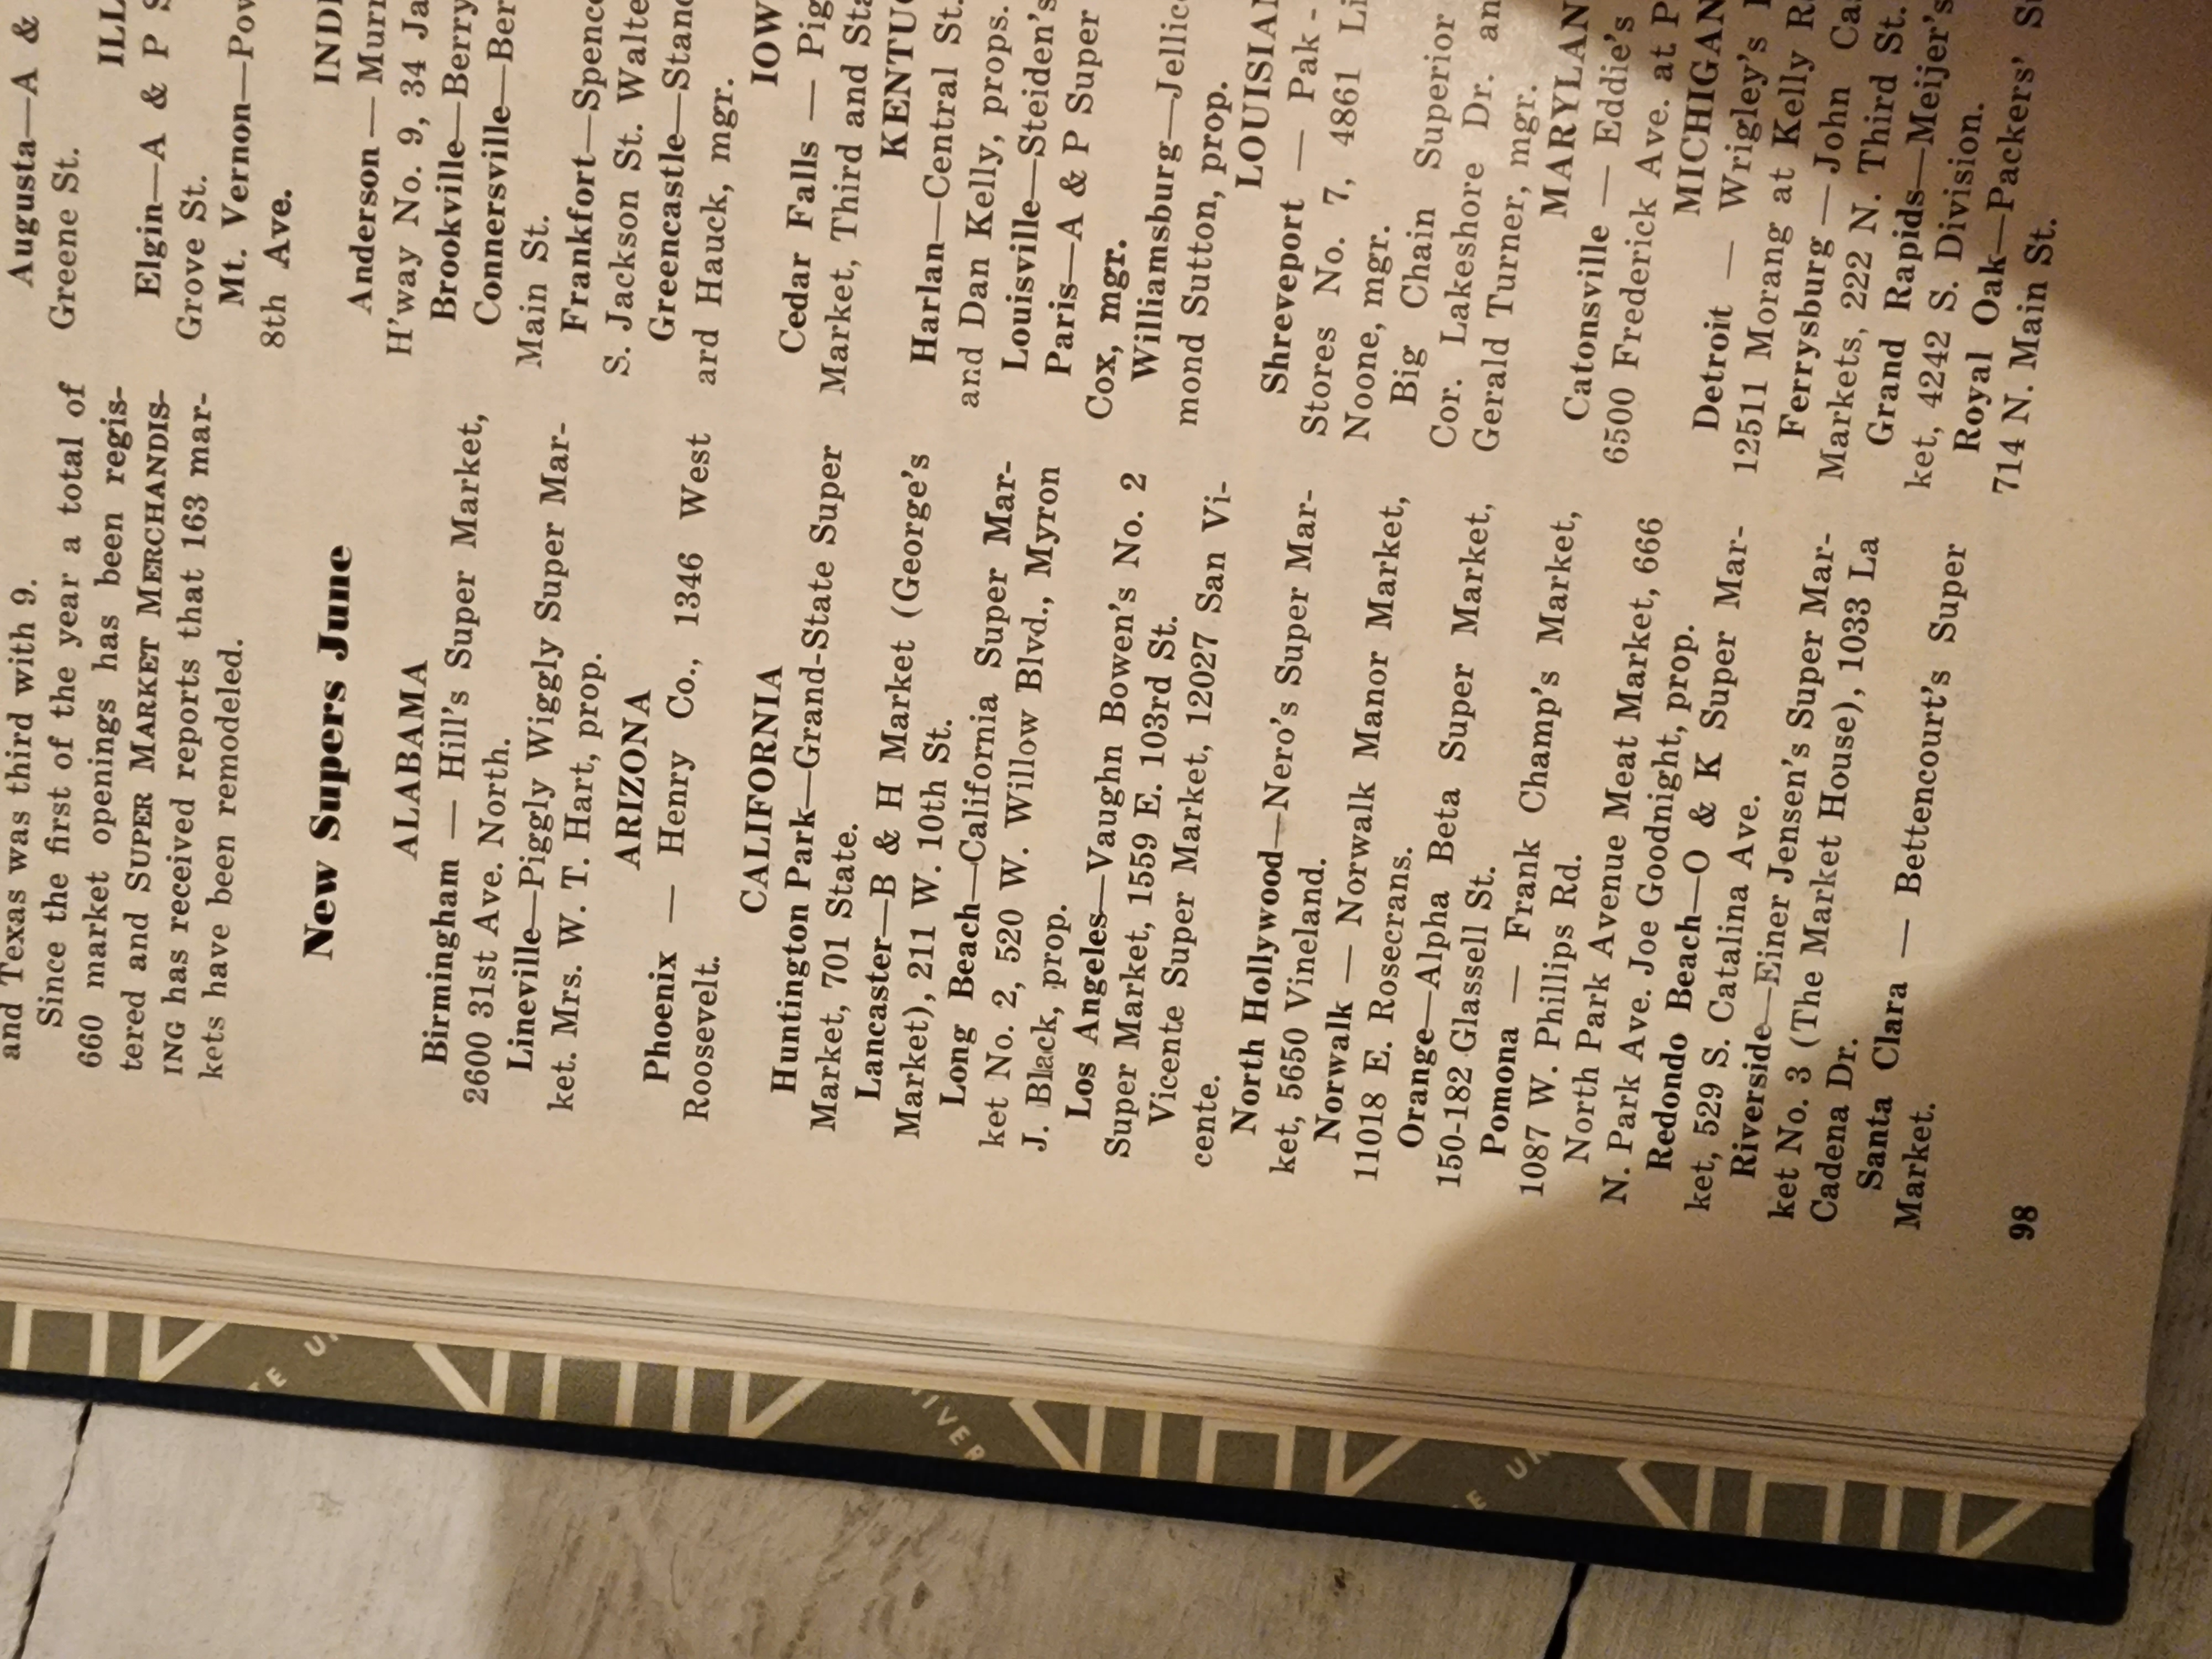 and Texas was third with 9.
Since the first of the year a total of
660 market openings has been regis-
tered and SUPER MARKET MERCHANDIS-
ING has received reports that 163 mar-
kets have been remodeled.
New Supers June
ALABAMA
Birmingham — Hill's Super Market,
2600 31st Ave. North.
Lineville—Piggly Wiggly Super Mar-
ket. Mrs. W. T. Hart, prop.
ARIZONA
Phoenix — Henry Co., 1346 West
Roosevelt.
CALIFORNIA
Huntington Park—Grand-State Super
Market, 701 State.
Lancaster—B & H Market (George's
Market), 211 W. 10th St.
Long Beach—California Super Mar-
ket No. 2, 520 W. Willow Blvd., Myron
J. Black, prop.
Los Angeles—Vaughn Bowen's No. 2
Super Market, 1559 E. 103rd St.
Vicente Super Market, 12027 San Vi-
cente.
North Hollywood—Nero's Super Mar-
ket, 5650 Vineland.
Norwalk — Norwalk Manor Market,
11018 E. Rosecrans.
Orange—Alpha Beta Super Market,
150-182 Glassell St.
Pomona — Frank Champ's Market,
1087 W. Phillips Rd.
North Park Avenue Meat Market, 666
N. Park Ave. Joe Goodnight, prop.
Redondo Beach—O & K Super Mar-
ket, 529 S. Catalina Ave.
Riverside—Einer Jensen's Super Mar-
ket No. 3 (The Market House), 1033 La
Cadena Dr.
Santa Clara — Bettencourt's Super
Market.
98
Augusta—A &
Greene St.
ILL
Elgin—A & P S
Grove St.
Mt. Vernon—Pow
8th Ave.
INDI
Anderson — Murr
H'way No. 9, 34 Ja
Brookville—Berry
Connersville—Ber
Main St.
Frankfort—Spenc
S. Jackson St. Walte
Greencastle—Stand
ard Hauck, mgr.
IOW
Cedar Falls — Pig
Market, Third and Sta
KENTUC
Harlan—Central St.
and Dan Kelly, props.
Louisville—Steiden's
Paris—A & P Super
Cox, mgr.
Williamsburg—Jellic
mond Sutton, prop.
LOUISIAN
Shreveport — Pak-
Stores No. 7, 4861 Li
Noone, mgr.
Big Chain Superior
Cor. Lakeshore Dr. an
Gerald Turner, mgr.
MARYLAN
Catonsville — Eddie's
6500 Frederick Ave. at P
MICHIGAN
Detroit — Wrigley's
12511 Morang at Kelly R
Ferrysburg—John Ca
Markets, 222 N. Third St.
Grand Rapids—Meijer's
ket, 4242 S. Division.
Royal Oak—Packers' S
714 N. Main St.